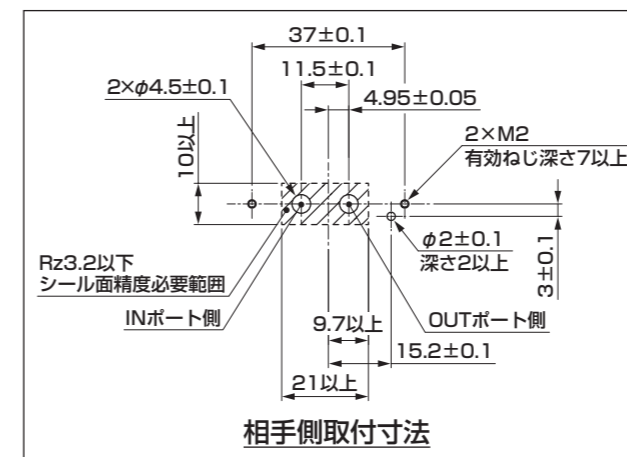 37±0.1
11.5±0.1
2×φ4.5±0.1
4.95±0.05
10以上
2×M2
有効ねじ深さ7以上
φ2±0.1
深さ2以上
3±0.1
Rz3.2以下
シール面精度必要範囲
INポート側
OUTポート側
9.7以上
15.2±0.1
21以上
相手側取付寸法